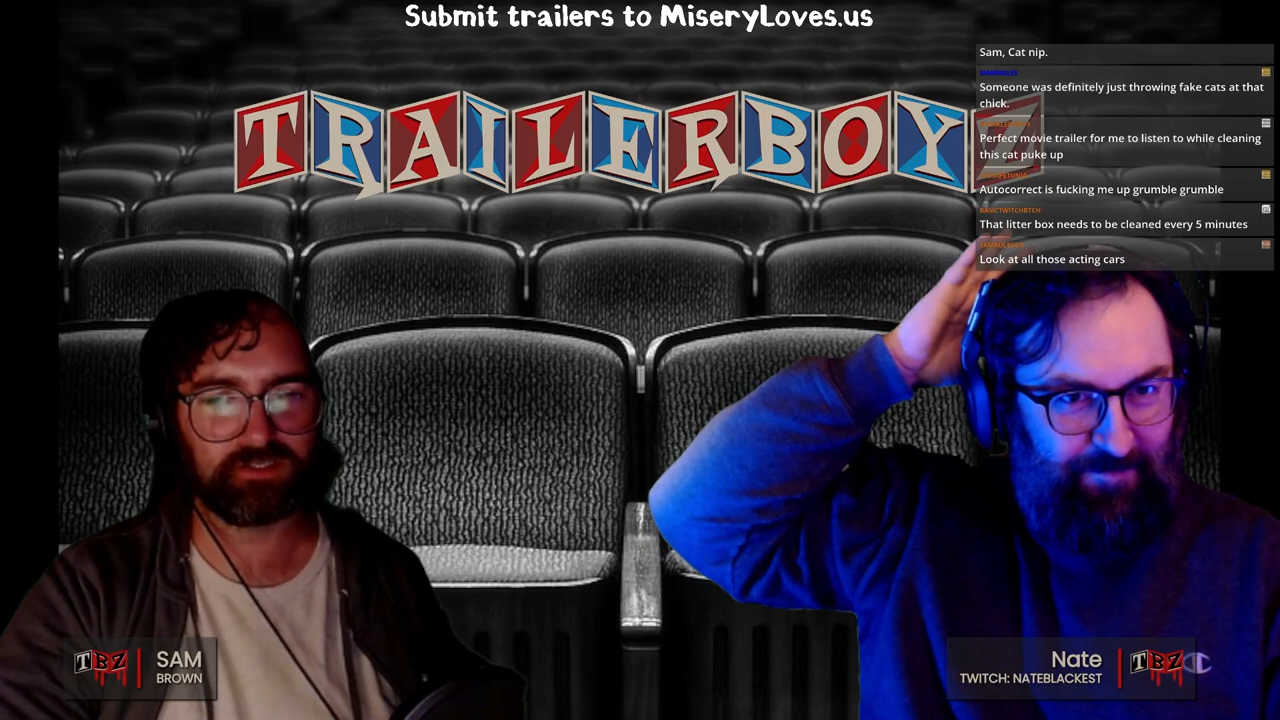 Submit trailers to MiseryLoves.us
Sam, Cat nip.
Someone was definitely just throwing fake cats at that
chick.
Perfect movie trailer for me to listen to while cleaning
this cat puke up
Autocorrect is fucking me up grumble grumble
BASICTWITCHBTCH
That litter box needs to be cleaned every 5 minutes
Look at all those acting cars
TRAILERBOYZ
TBZ
SAM
BROWN
Nate
TWITCH: NATEBLACKEST
TBZ